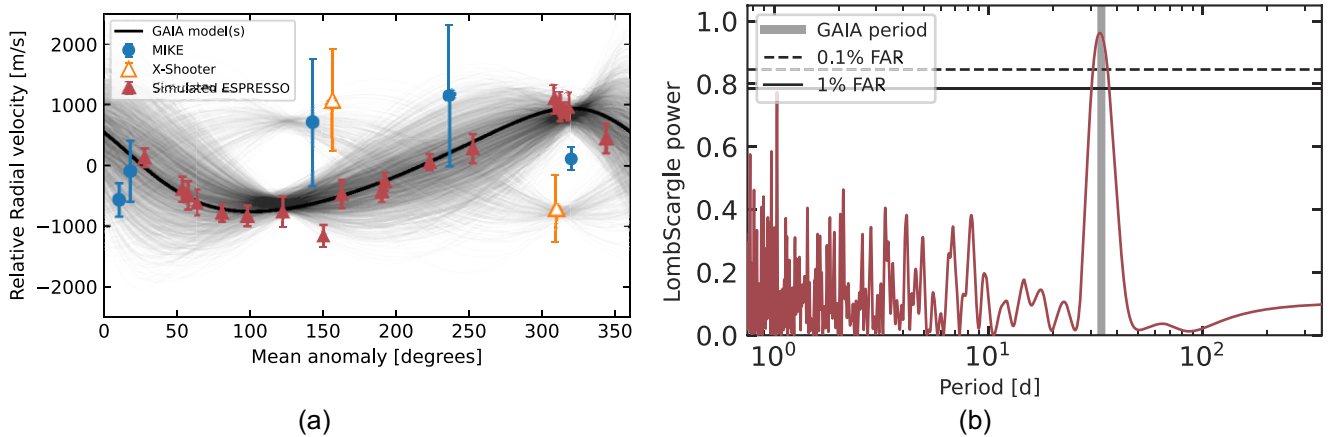 2000
1000
0
−1000
−2000
Relative Radial velocity [m/s]
GAIA model(s)
MIKE
X-Shooter
Simulated ESPRESSO
0 50 100 150 200 250 300 350
Mean anomaly [degrees]
(a)
1.0
0.8
0.6
0.4
0.2
0.0
LombScargle power
GAIA period
0.1% FAR
1% FAR
10⁰ 10¹ 10²
Period [d]
(b)